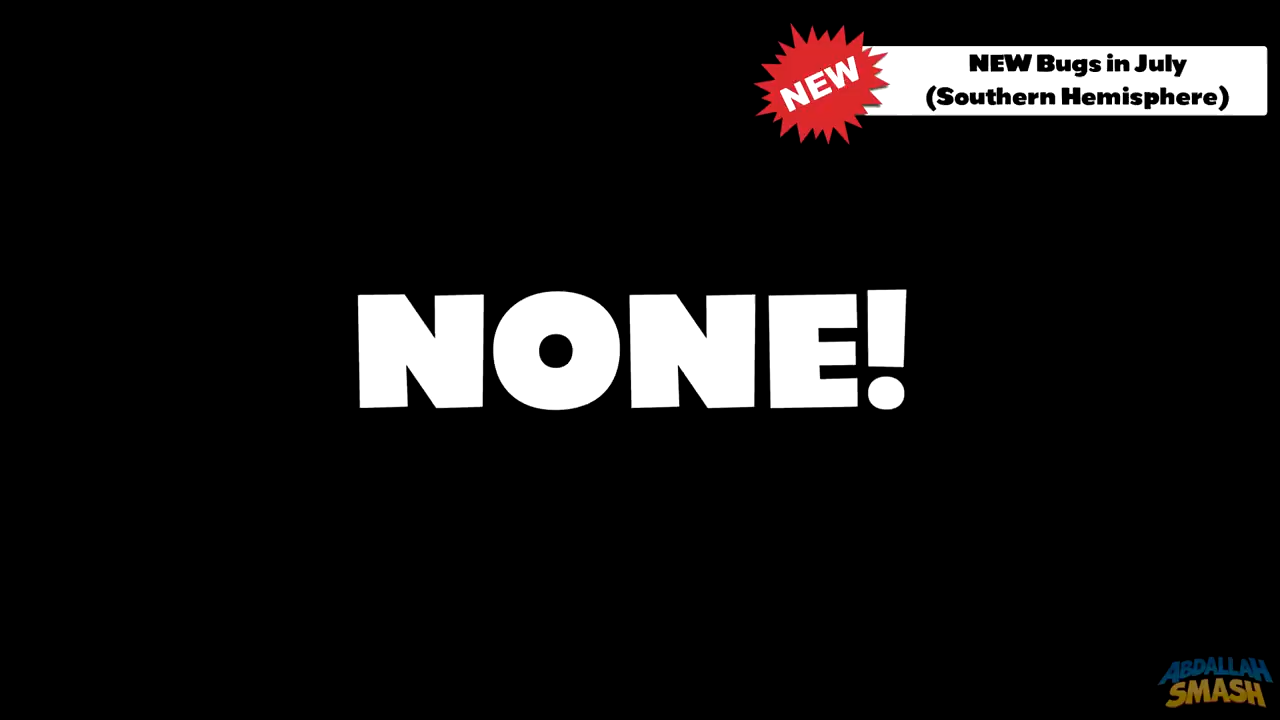 NEW
NEW Bugs in July
(Southern Hemisphere)
NONE!
ABDALLAH
SMASH